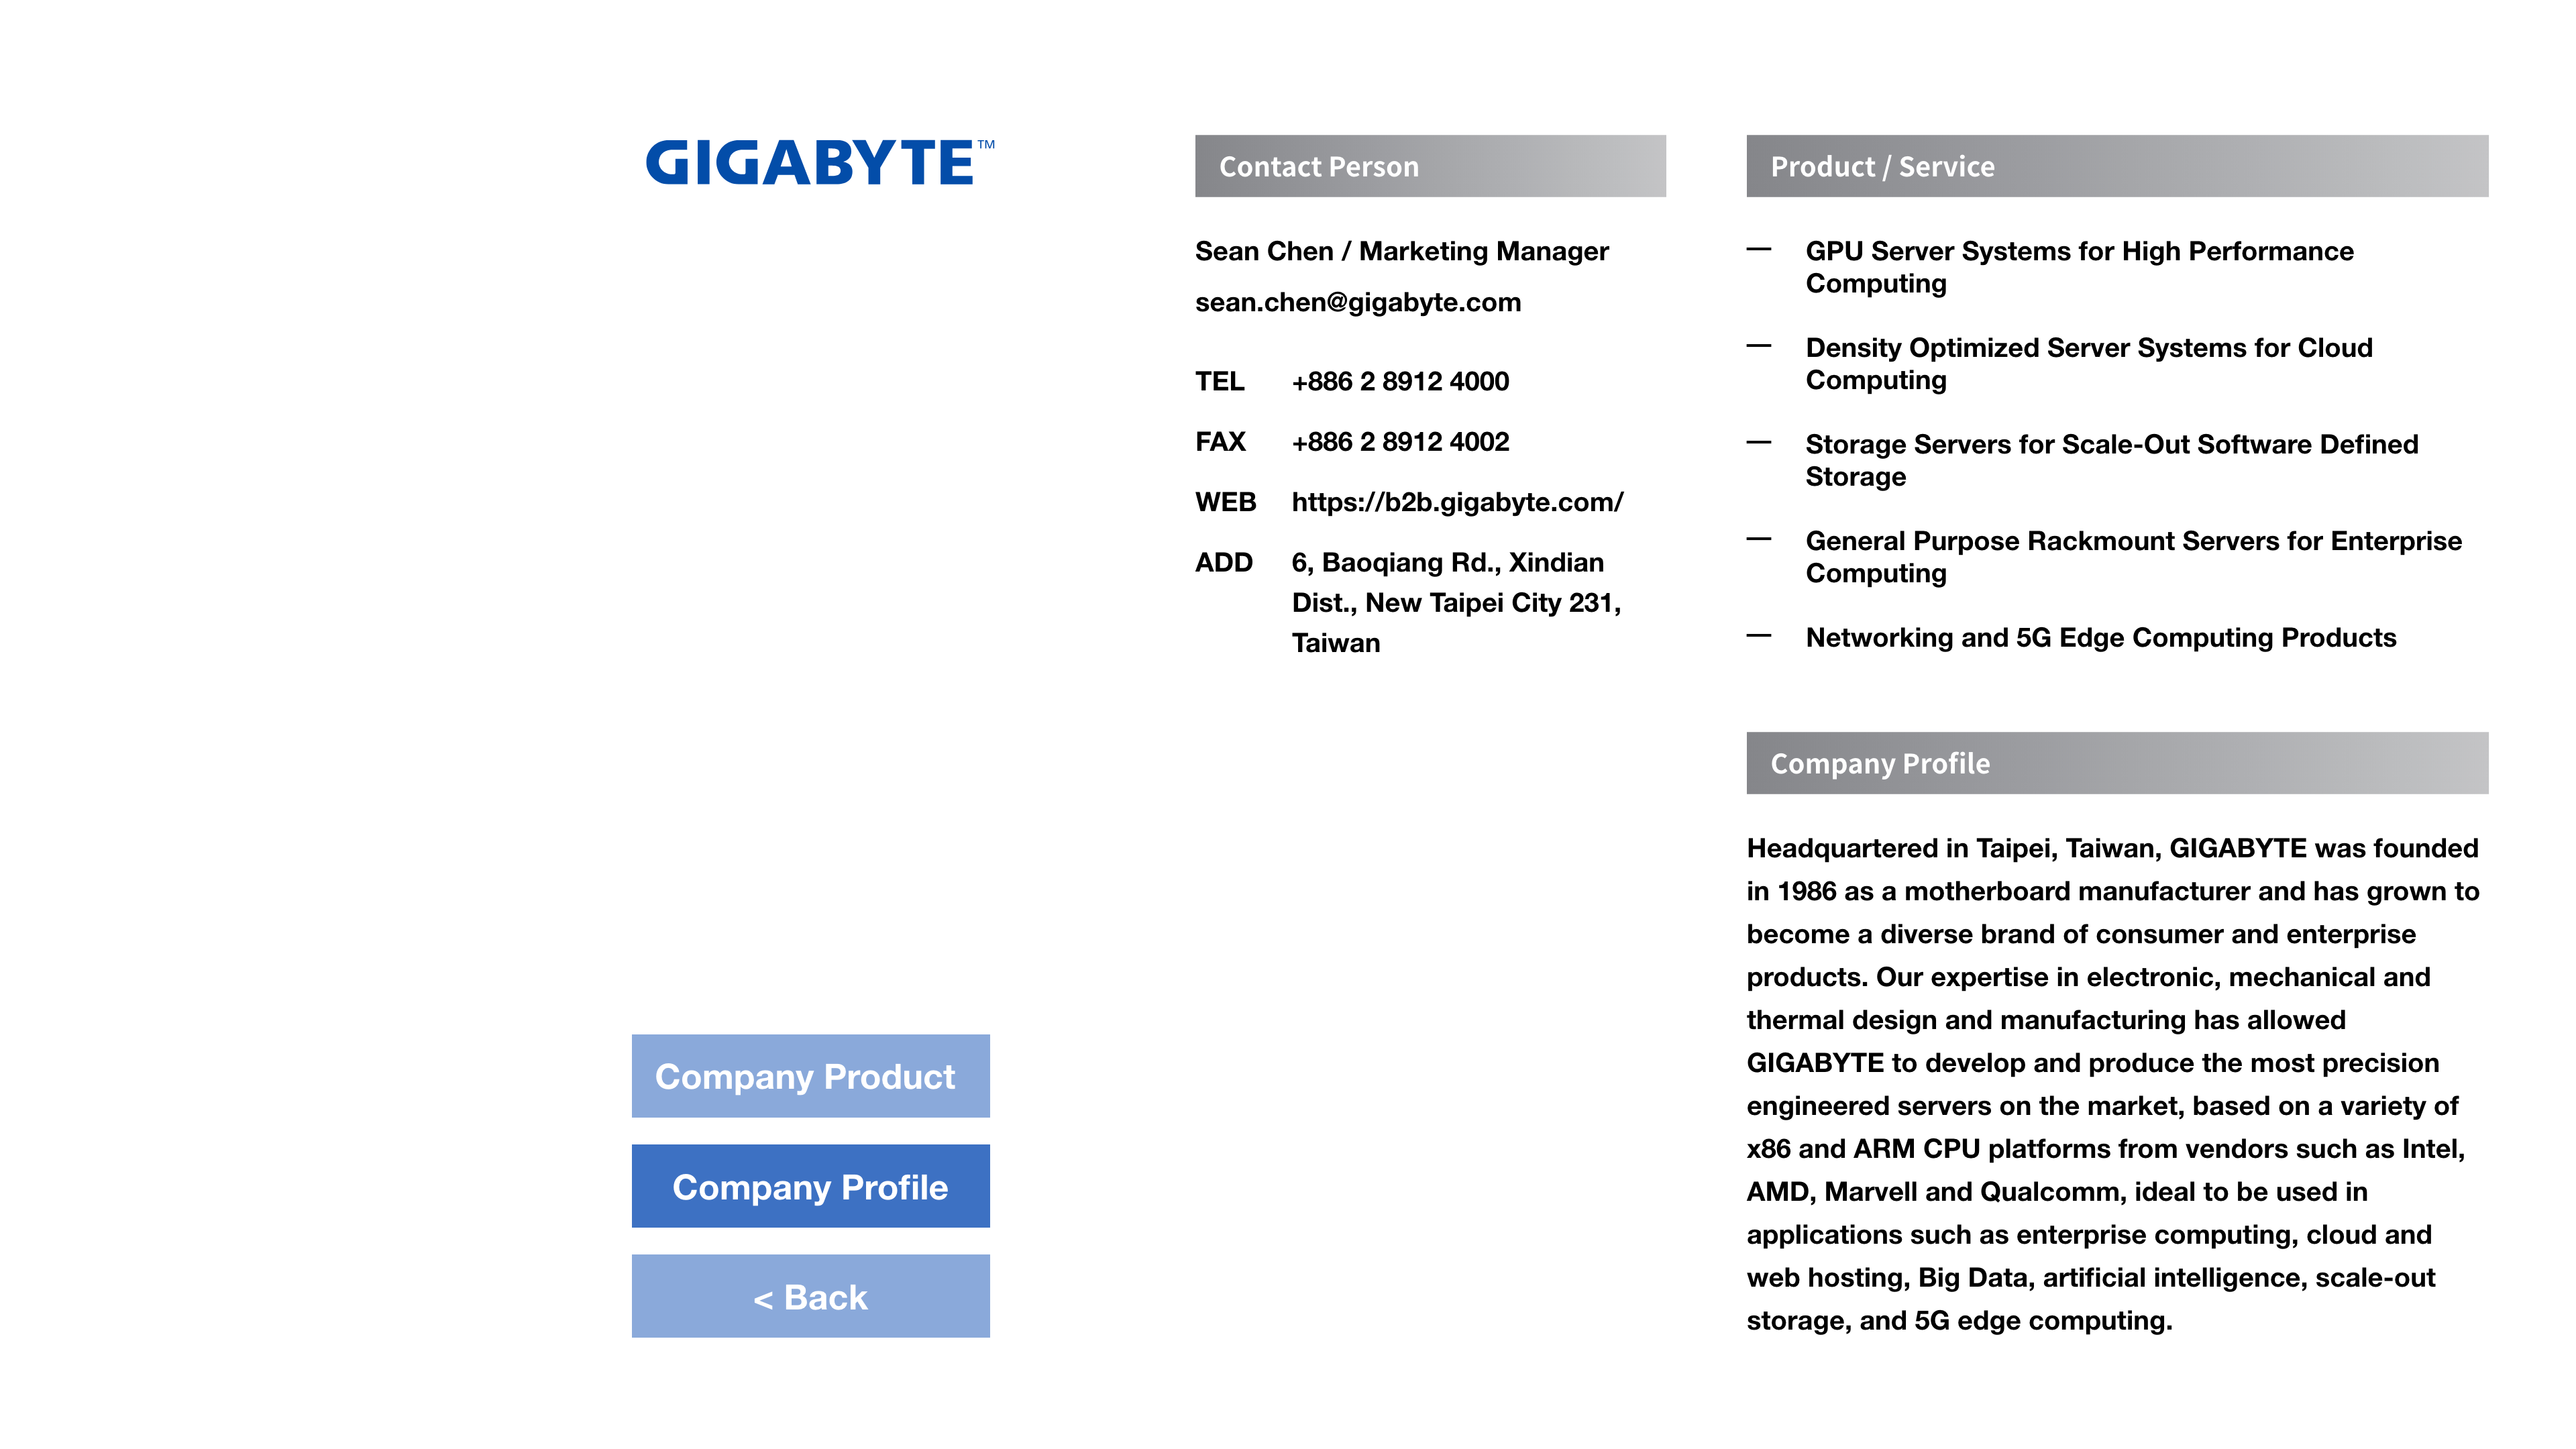 GIGABYTE™
Company Product
Company Profile
< Back
Contact Person
Sean Chen / Marketing Manager
sean.chen@gigabyte.com
TEL +886 2 8912 4000
FAX +886 2 8912 4002
WEB https://b2b.gigabyte.com/
ADD 6, Baoqiang Rd., Xindian
Dist., New Taipei City 231,
Taiwan
Product / Service
— GPU Server Systems for High Performance
Computing
— Density Optimized Server Systems for Cloud
Computing
— Storage Servers for Scale-Out Software Defined
Storage
— General Purpose Rackmount Servers for Enterprise
Computing
— Networking and 5G Edge Computing Products
Company Profile
Headquartered in Taipei, Taiwan, GIGABYTE was founded
in 1986 as a motherboard manufacturer and has grown to
become a diverse brand of consumer and enterprise
products. Our expertise in electronic, mechanical and
thermal design and manufacturing has allowed
GIGABYTE to develop and produce the most precision
engineered servers on the market, based on a variety of
x86 and ARM CPU platforms from vendors such as Intel,
AMD, Marvell and Qualcomm, ideal to be used in
applications such as enterprise computing, cloud and
web hosting, Big Data, artificial intelligence, scale-out
storage, and 5G edge computing.